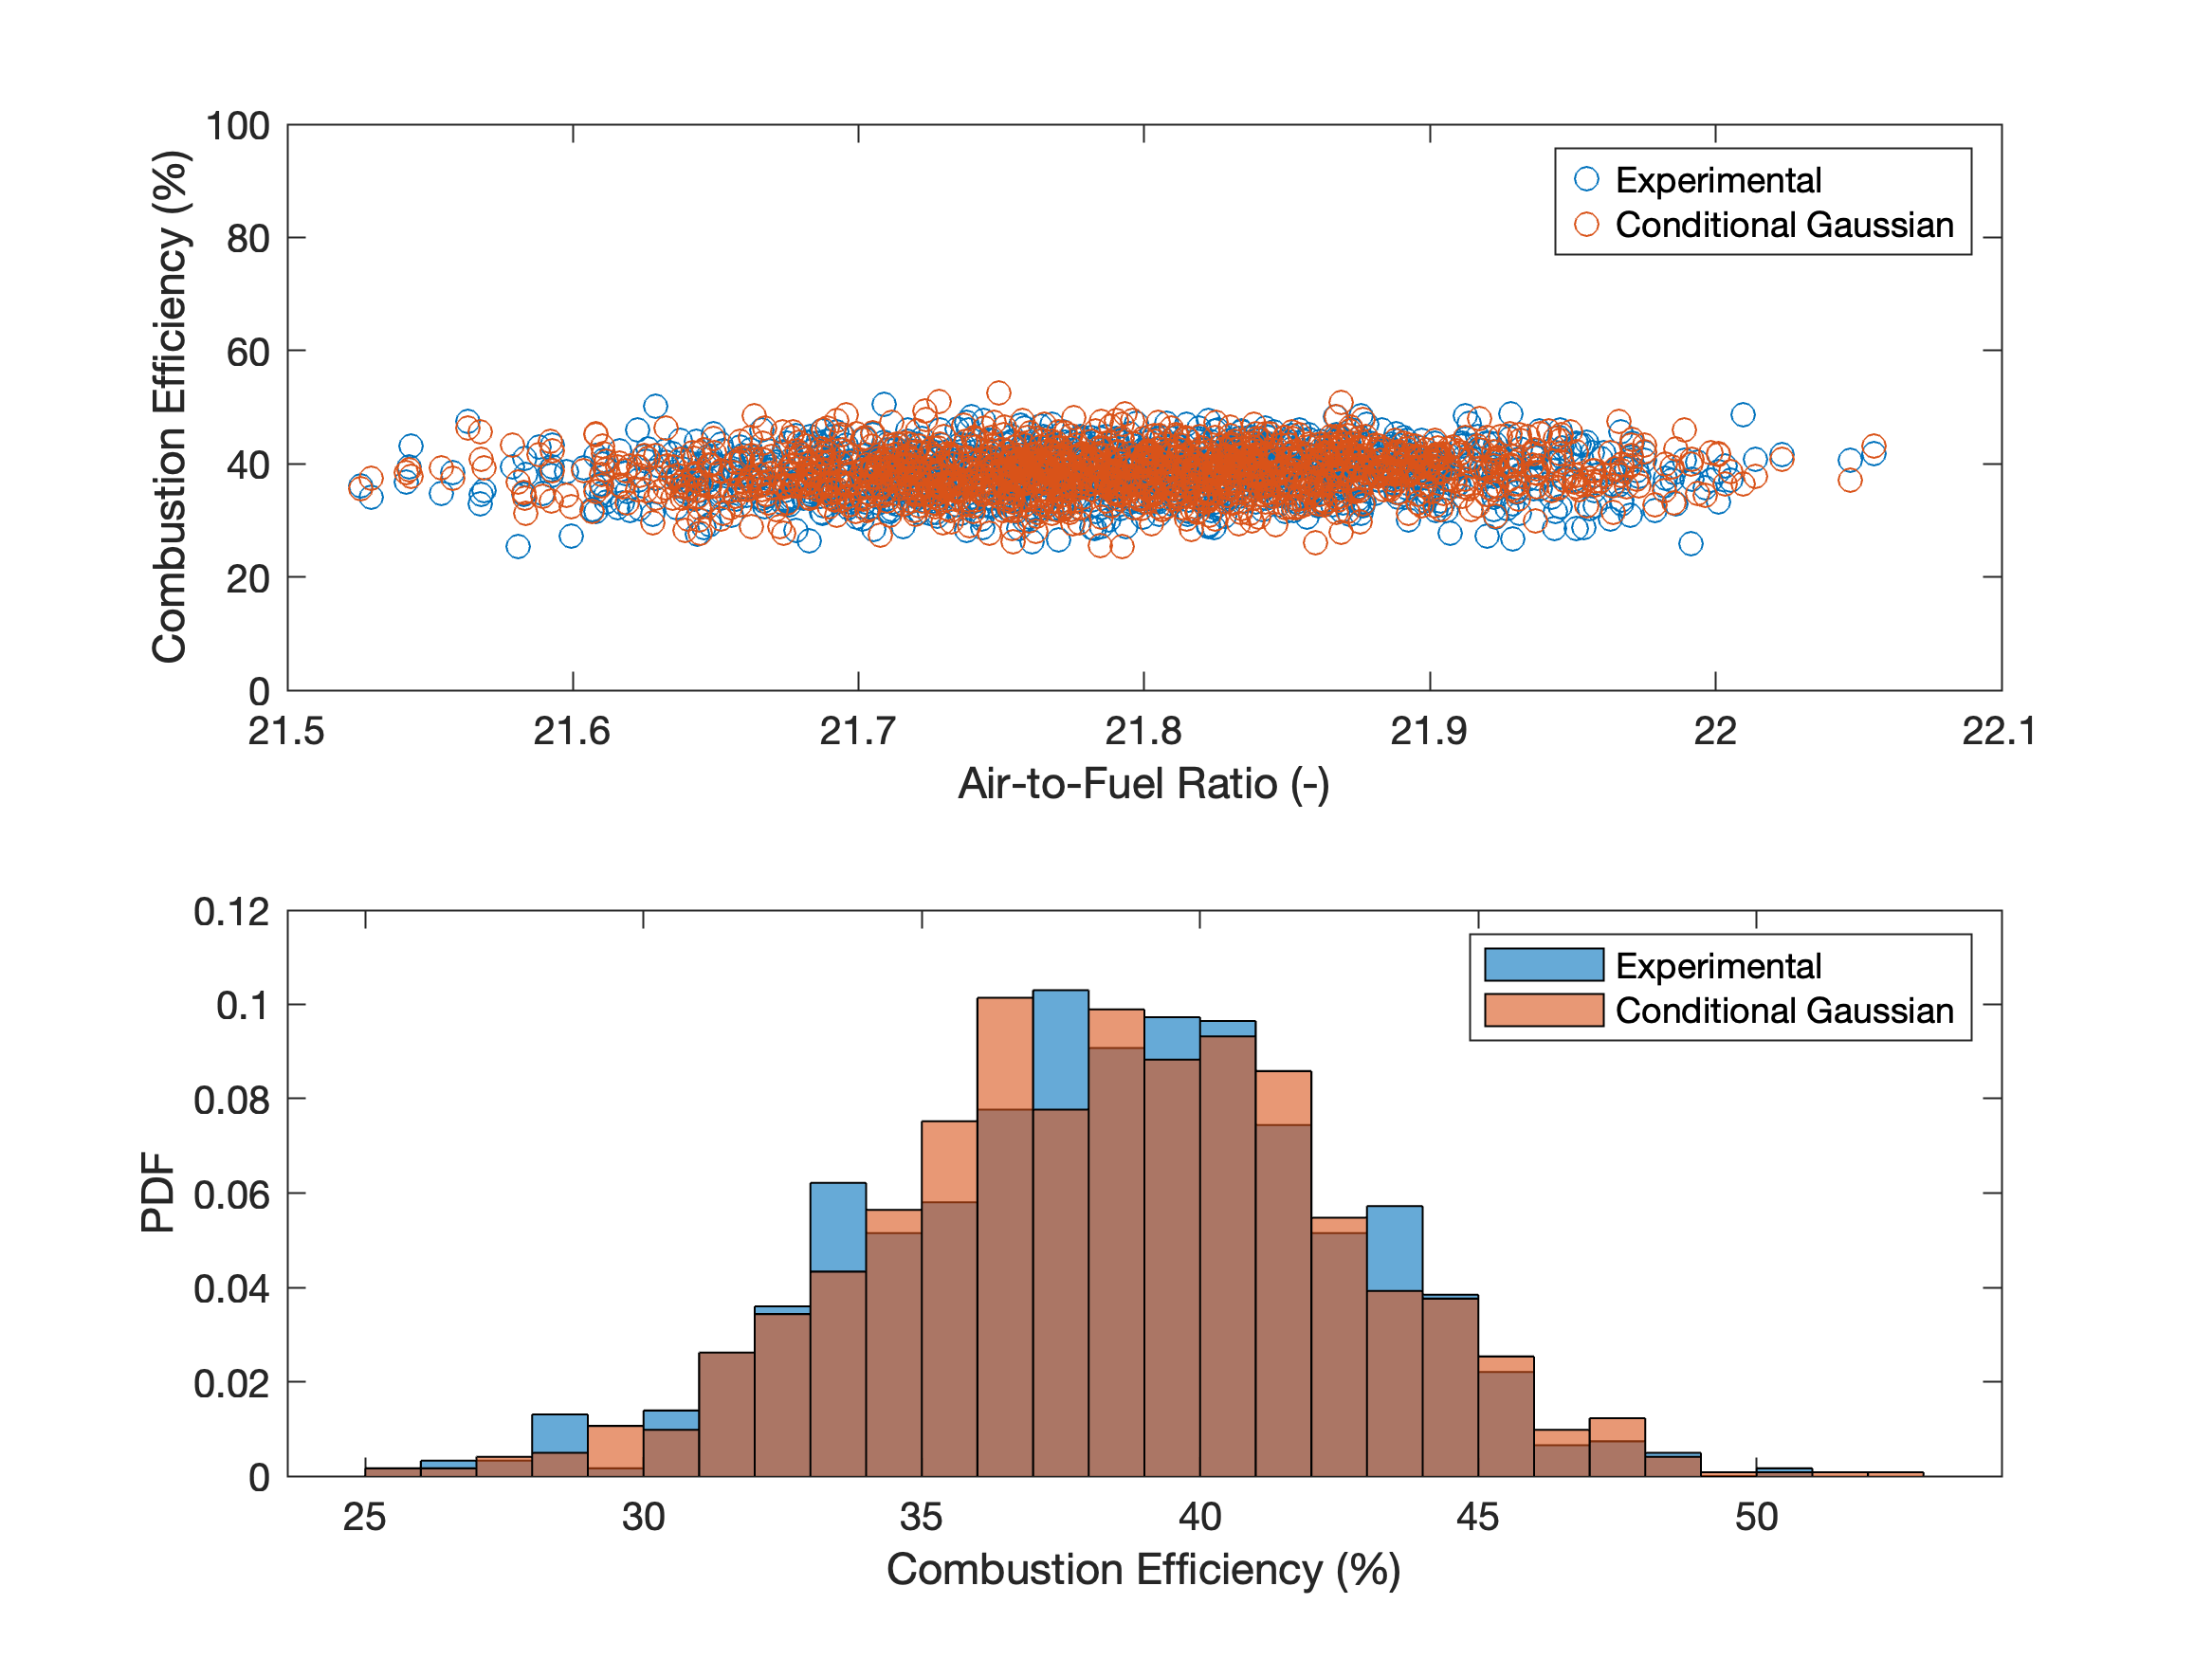 100
80
60
40
20
0
Combustion Efficiency (%)
Experimental
Conditional Gaussian
21.5 21.6 21.7 21.8 21.9 22 22.1
Air-to-Fuel Ratio (-)
0.12
0.1
0.08
0.06
0.04
0.02
0
PDF
Experimental
Conditional Gaussian
25 30 35 40 45 50
Combustion Efficiency (%)